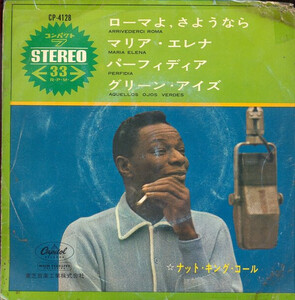 CP-4128
コンパクト
7
STEREO
33
R・P・M
ローマよ、さようなら
ARRIVEDERCI ROMA
マリア・エレナ
MARIA ELENA
パーフィディア
PERFIDIA
グリーン・アイズ
AQUELLOS OJOS VERDES
☆ナット・キング・コール
Capitol
東芝音楽工業株式会社